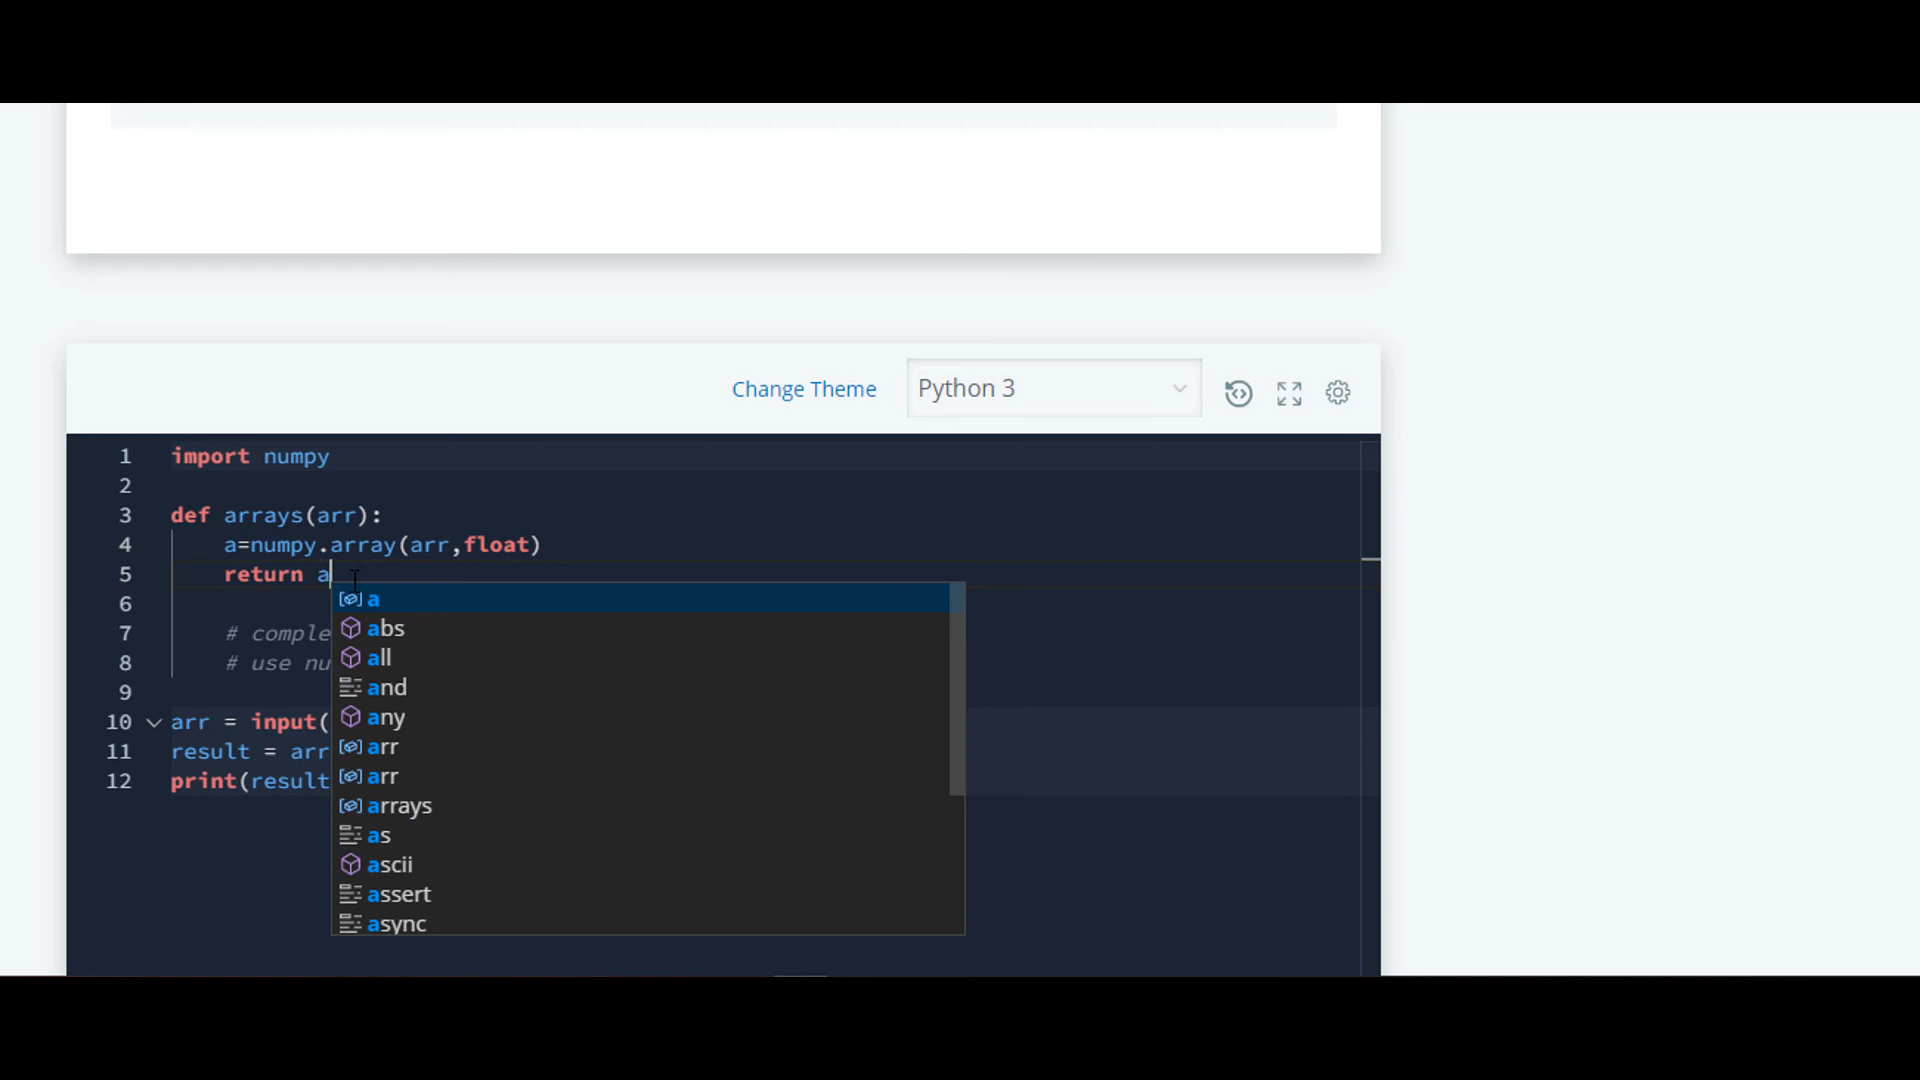 Change Theme
Python 3
1 import numpy
2
3 def arrays(arr):
4 a=numpy.array(arr,float)
5 return a
6
7 # comple
8 # use nu
9
10 arr = input(
11 result = arr
12 print(result
a
abs
all
and
any
arr
arr
arrays
as
ascii
assert
async